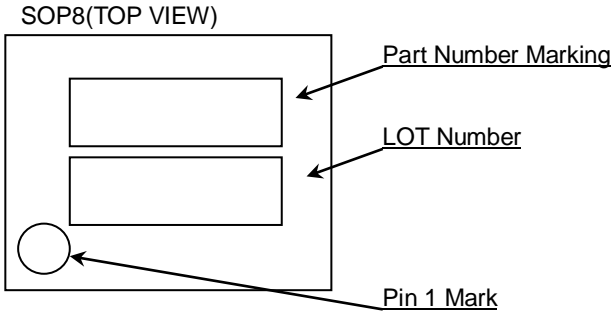 SOP8(TOP VIEW)
Part Number Marking
LOT Number
Pin 1 Mark